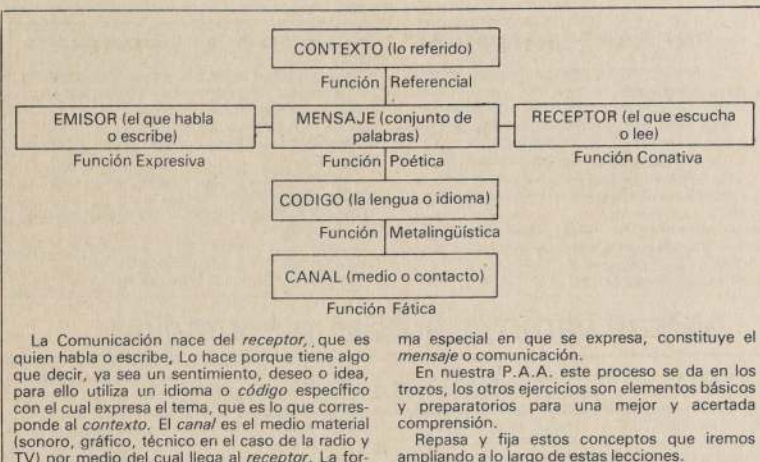 CONTEXTO (lo referido)
Función Referencial
EMISOR (el que habla
o escribe)
Función Expresiva
MENSAJE (conjunto de
palabras)
Función Poética
RECEPTOR (el que escucha
o lee)
Función Conativa
CODIGO (la lengua o idioma)
Función Metalingüística
CANAL (medio o contacto)
Función Fática
La Comunicación nace del receptor, que es
quien habla o escribe, Lo hace porque tiene algo
que decir, ya sea un sentimiento, deseo o idea,
para ello utiliza un idioma o código específico
con el cual expresa el tema, que es lo que corres-
ponde al contexto. El canal es el medio material
(sonoro, gráfico, técnico en el caso de la radio y
TV) por medio del cual llega al receptor. La for-
ma especial en que se expresa, constituye el
mensaje o comunicación.
En nuestra P.A.A. este proceso se da en los
trozos, los otros ejercicios son elementos básicos
y preparatorios para una mejor y acertada
comprensión.
Repasa y fija estos conceptos que iremos
ampliando a lo largo de estas lecciones.